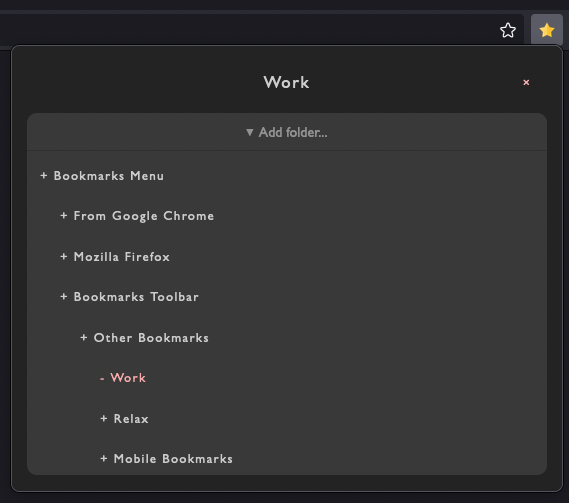 Work
×
▼ Add folder...
+ Bookmarks Menu
+ From Google Chrome
+ Mozilla Firefox
+ Bookmarks Toolbar
+ Other Bookmarks
- Work
+ Relax
+ Mobile Bookmarks